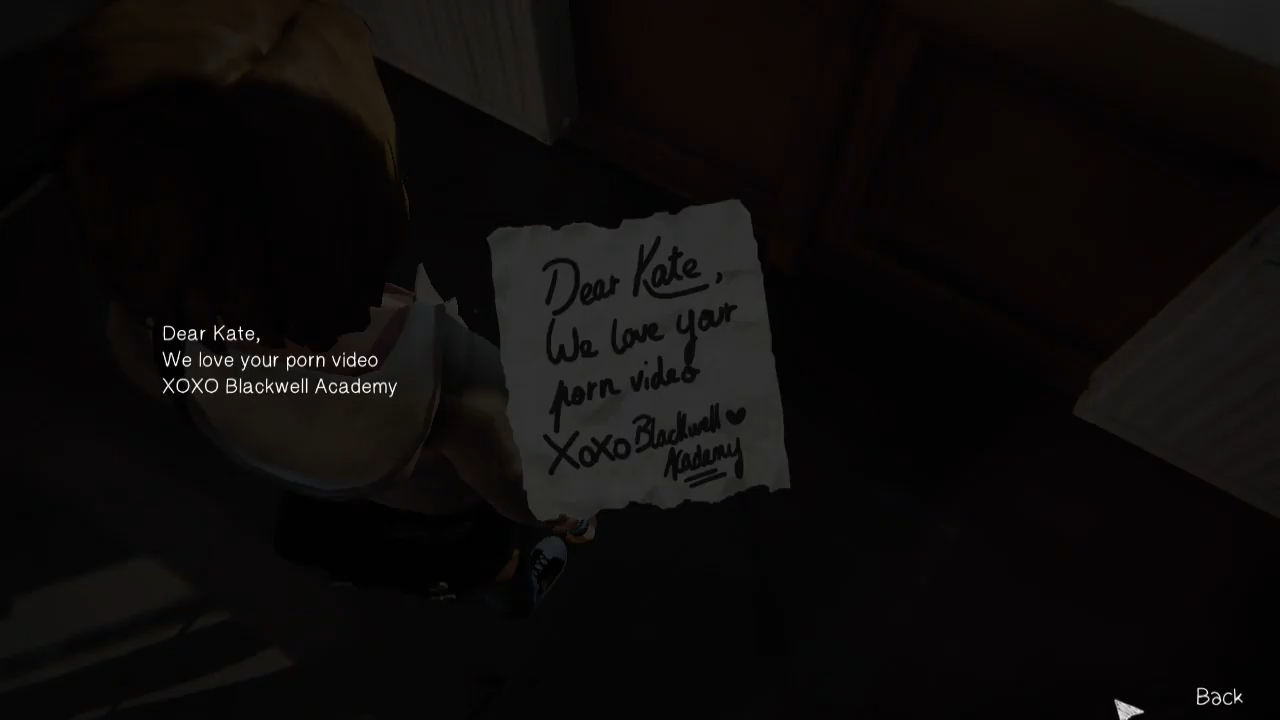 Dear Kate,
We love your porn video
XOXO Blackwell Academy
Dear Kate,
We love your
porn video
XoXo Blackwell ♥
Academy
Back